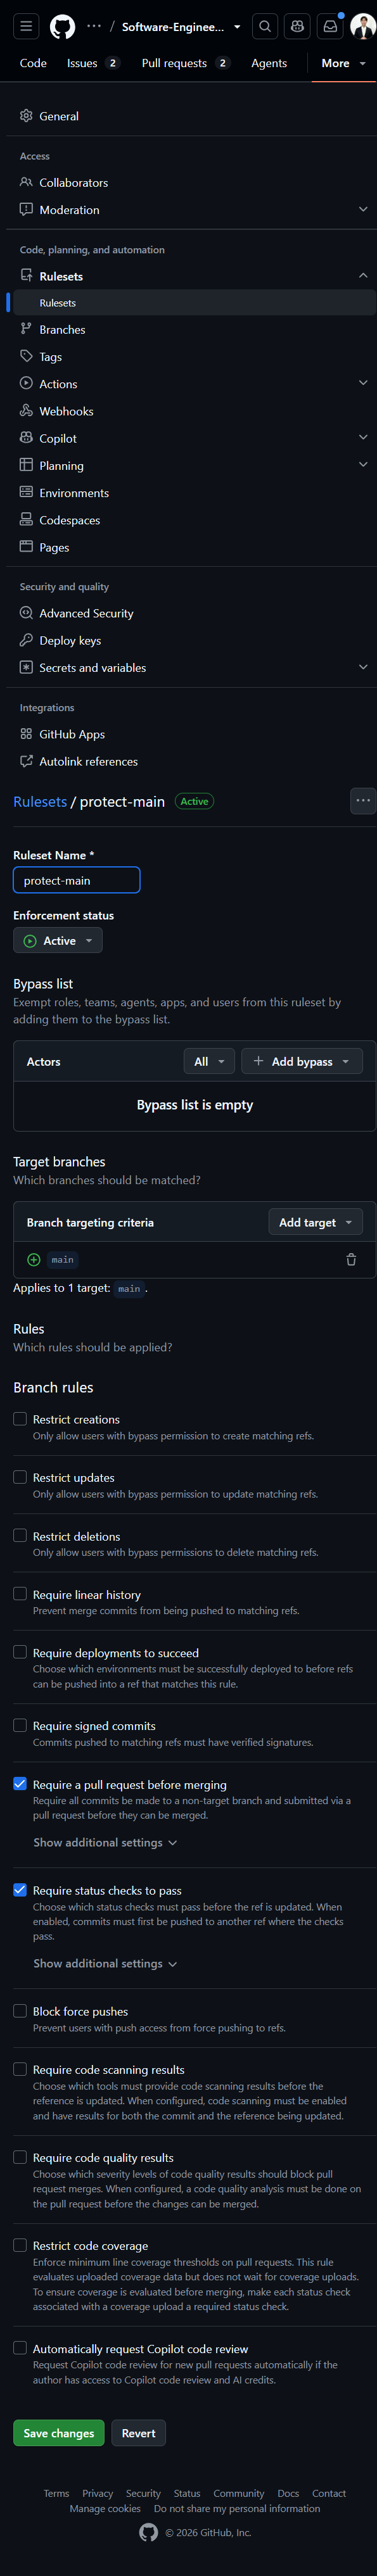 / Software-Enginee...
Code Issues 2 Pull requests 2 Agents More
General
Access
Collaborators
Moderation
Code, planning, and automation
Rulesets
Rulesets
Branches
Tags
Actions
Webhooks
Copilot
Planning
Environments
Codespaces
Pages
Security and quality
Advanced Security
Deploy keys
Secrets and variables
Integrations
GitHub Apps
Autolink references
Rulesets / protect-main Active
Ruleset Name *
protect-main
Enforcement status
Active
Bypass list
Exempt roles, teams, agents, apps, and users from this ruleset by
adding them to the bypass list.
Actors All Add bypass
Bypass list is empty
Target branches
Which branches should be matched?
Branch targeting criteria Add target
main
Applies to 1 target: main.
Rules
Which rules should be applied?
Branch rules
Restrict creations
Only allow users with bypass permission to create matching refs.
Restrict updates
Only allow users with bypass permission to update matching refs.
Restrict deletions
Only allow users with bypass permissions to delete matching refs.
Require linear history
Prevent merge commits from being pushed to matching refs.
Require deployments to succeed
Choose which environments must be successfully deployed to before refs
can be pushed into a ref that matches this rule.
Require signed commits
Commits pushed to matching refs must have verified signatures.
Require a pull request before merging
Require all commits be made to a non-target branch and submitted via a
pull request before they can be merged.
Show additional settings
Require status checks to pass
Choose which status checks must pass before the ref is updated. When
enabled, commits must first be pushed to another ref where the checks
pass.
Show additional settings
Block force pushes
Prevent users with push access from force pushing to refs.
Require code scanning results
Choose which tools must provide code scanning results before the
reference is updated. When configured, code scanning must be enabled
and have results for both the commit and the reference being updated.
Require code quality results
Choose which severity levels of code quality results should block pull
request merges. When configured, a code quality analysis must be done on
the pull request before the changes can be merged.
Restrict code coverage
Enforce minimum line coverage thresholds on pull requests. This rule
evaluates uploaded coverage data but does not wait for coverage uploads.
To ensure coverage is evaluated before merging, make each status check
associated with a coverage upload a required status check.
Automatically request Copilot code review
Request Copilot code review for new pull requests automatically if the
author has access to Copilot code review and AI credits.
Save changes Revert
Terms Privacy Security Status Community Docs Contact
Manage cookies Do not share my personal information
© 2026 GitHub, Inc.